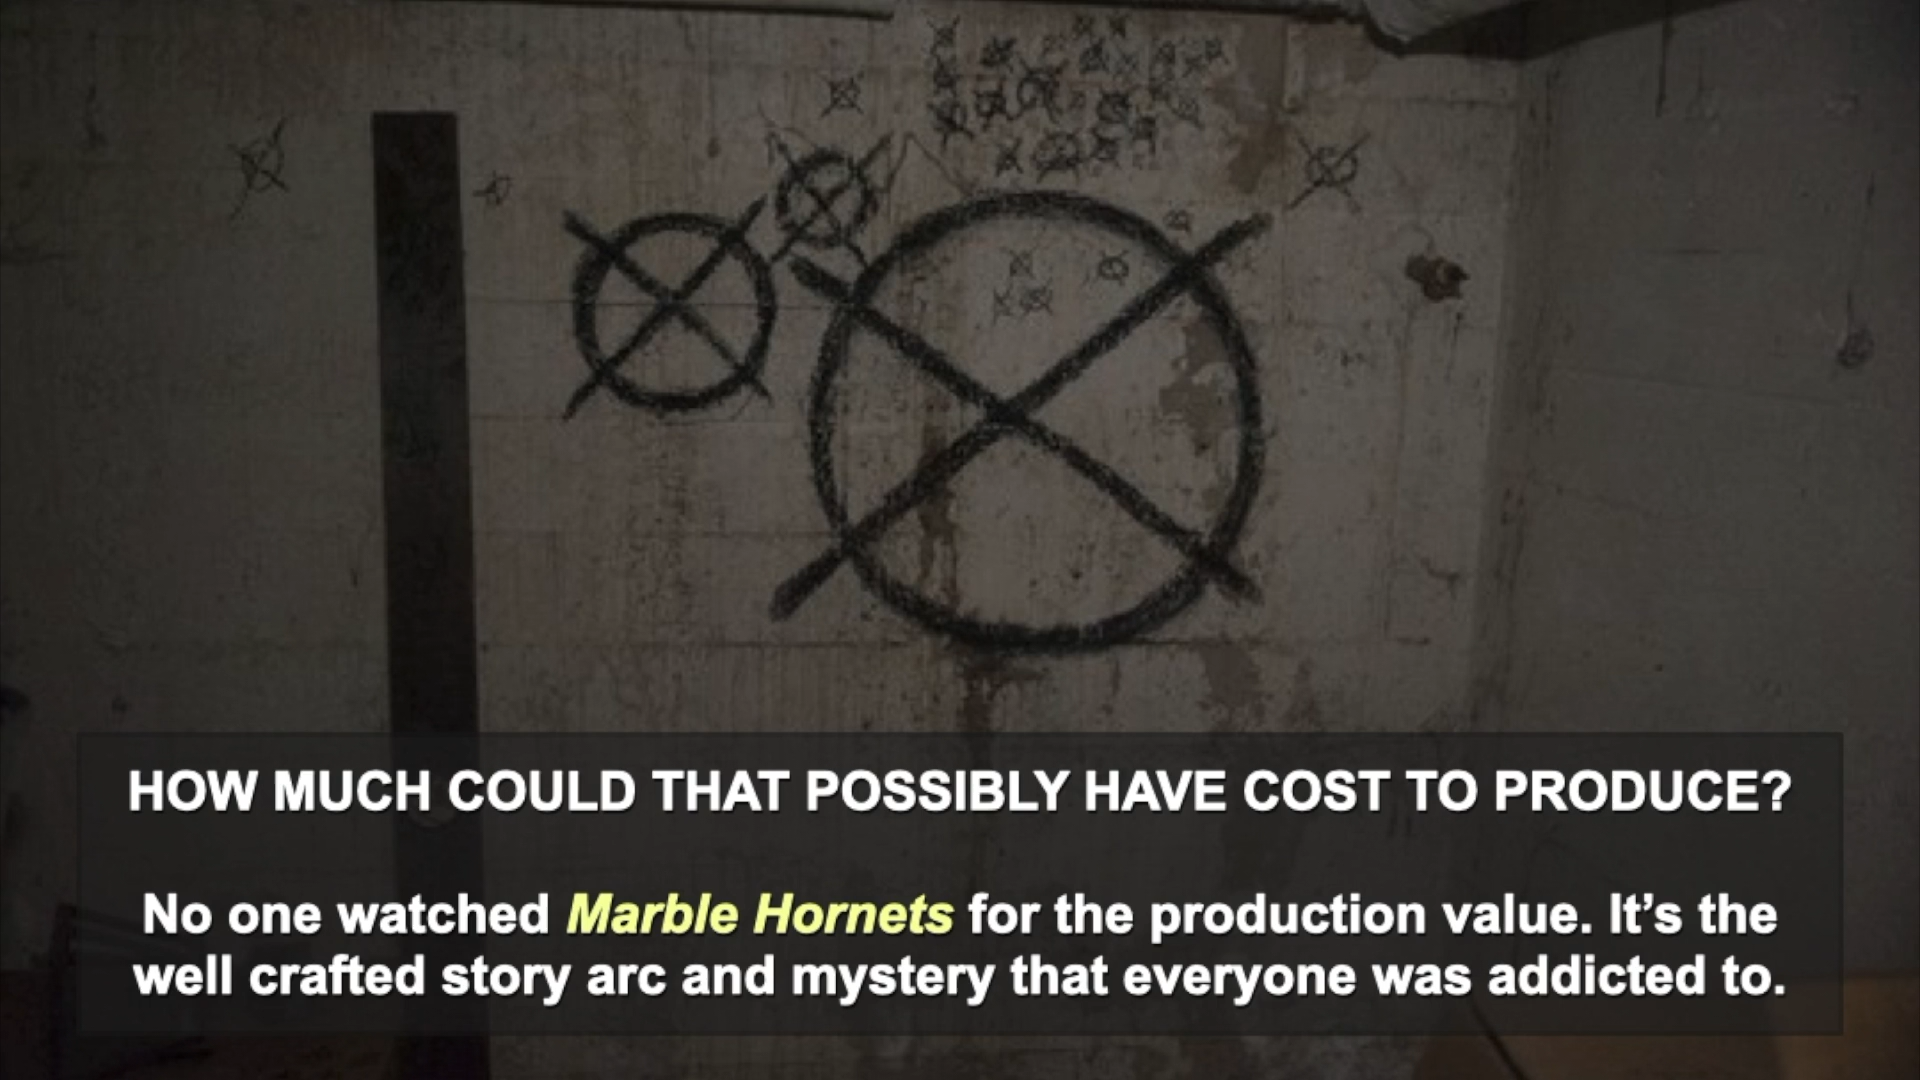 HOW MUCH COULD THAT POSSIBLY HAVE COST TO PRODUCE?
No one watched Marble Hornets for the production value. It’s the
well crafted story arc and mystery that everyone was addicted to.